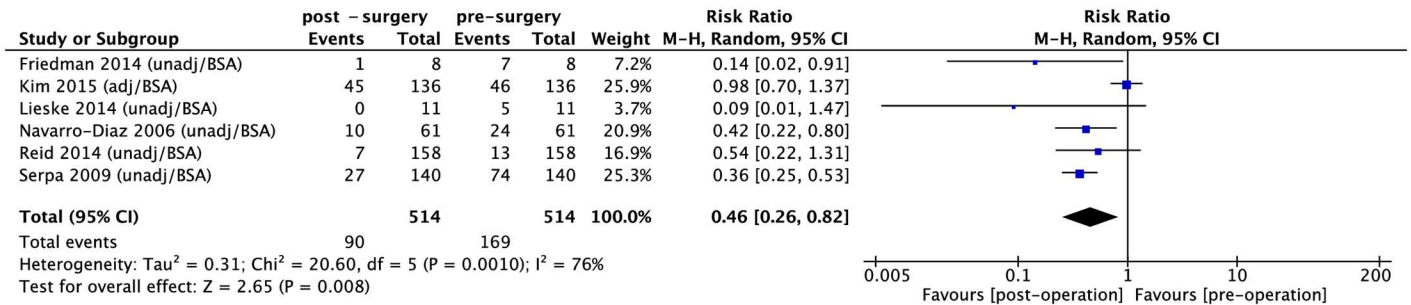 post - surgery pre-surgery Risk Ratio Risk Ratio
Study or Subgroup Events Total Events Total Weight M-H, Random, 95% CI M-H, Random, 95% CI
Friedman 2014 (unadj/BSA) 1 8 7 8 7.2% 0.14 [0.02, 0.91]
Kim 2015 (adj/BSA) 45 136 46 136 25.9% 0.98 [0.70, 1.37]
Lieske 2014 (unadj/BSA) 0 11 5 11 3.7% 0.09 [0.01, 1.47]
Navarro-Diaz 2006 (unadj/BSA) 10 61 24 61 20.9% 0.42 [0.22, 0.80]
Reid 2014 (unadj/BSA) 7 158 13 158 16.9% 0.54 [0.22, 1.31]
Serpa 2009 (unadj/BSA) 27 140 74 140 25.3% 0.36 [0.25, 0.53]
Total (95% CI) 514 514 100.0% 0.46 [0.26, 0.82]
Total events 90 169
Heterogeneity: Tau² = 0.31; Chi² = 20.60, df = 5 (P = 0.0010); I² = 76%
Test for overall effect: Z = 2.65 (P = 0.008)
0.005 0.1 1 10 200
Favours [post-operation] Favours [pre-operation]